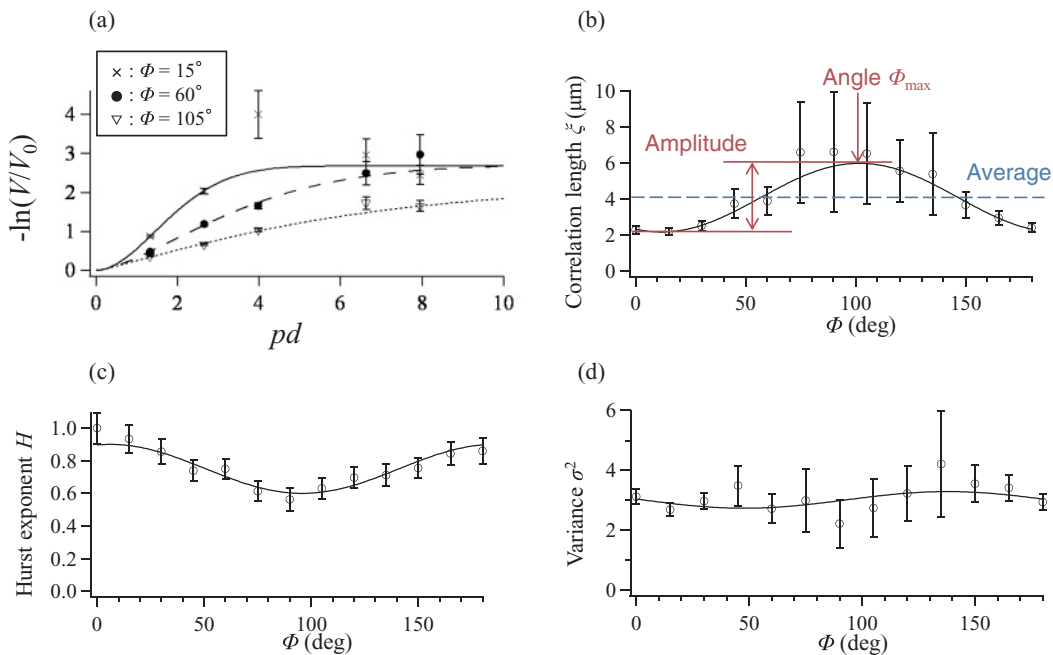 (a)
× : Φ = 15°
● : Φ = 60°
▽ : Φ = 105°
-ln(V/V₀)
4
3
2
1
0
0 2 4 6 8 10
pd
(b)
Angle Φmax
Amplitude
Average
Correlation length ξ (μm)
10
8
6
4
2
0
0 50 100 150
Φ (deg)
(c)
Hurst exponent H
1.0
0.8
0.6
0.4
0.2
0.0
0 50 100 150
Φ (deg)
(d)
Variance σ²
6
4
2
0
0 50 100 150
Φ (deg)